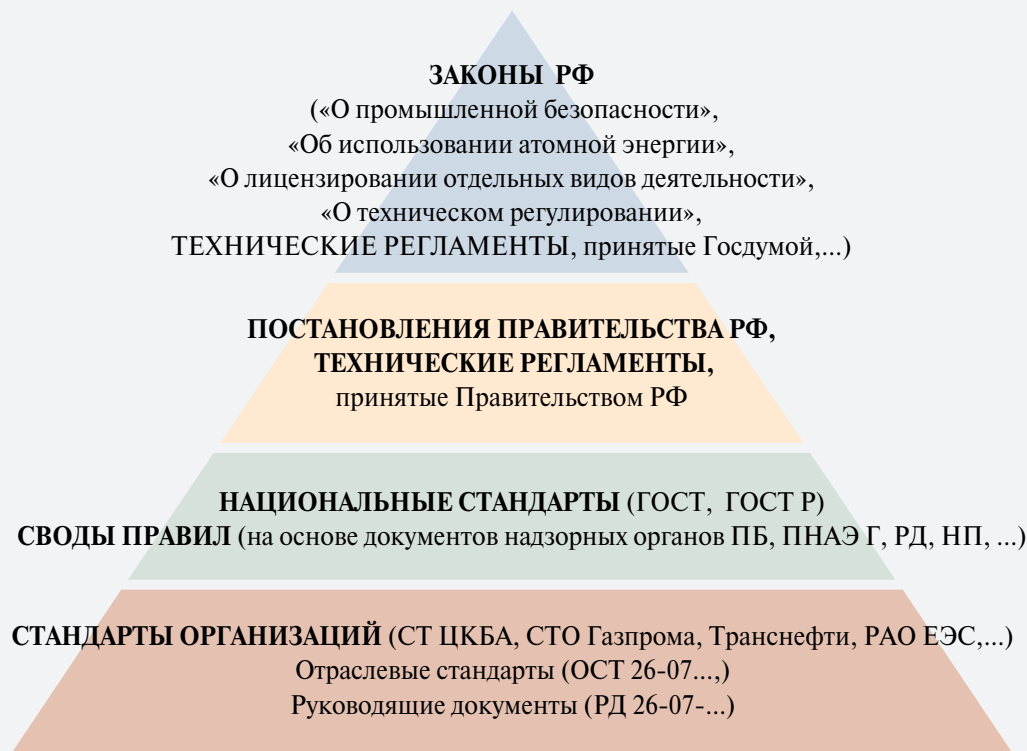 ЗАКОНЫ РФ
(«О промышленной безопасности»,
«Об использовании атомной энергии»,
«О лицензировании отдельных видов деятельности»,
«О техническом регулировании»,
ТЕХНИЧЕСКИЕ РЕГЛАМЕНТЫ, принятые Госдумой,...)
ПОСТАНОВЛЕНИЯ ПРАВИТЕЛЬСТВА РФ,
ТЕХНИЧЕСКИЕ РЕГЛАМЕНТЫ,
принятые Правительством РФ
НАЦИОНАЛЬНЫЕ СТАНДАРТЫ (ГОСТ, ГОСТ Р)
СВОДЫ ПРАВИЛ (на основе документов надзорных органов ПБ, ПНАЭ Г, РД, НП, ...)
СТАНДАРТЫ ОРГАНИЗАЦИЙ (СТ ЦКБА, СТО Газпрома, Транснефти, РАО ЕЭС,...)
Отраслевые стандарты (ОСТ 26-07...,)
Руководящие документы (РД 26-07-...)